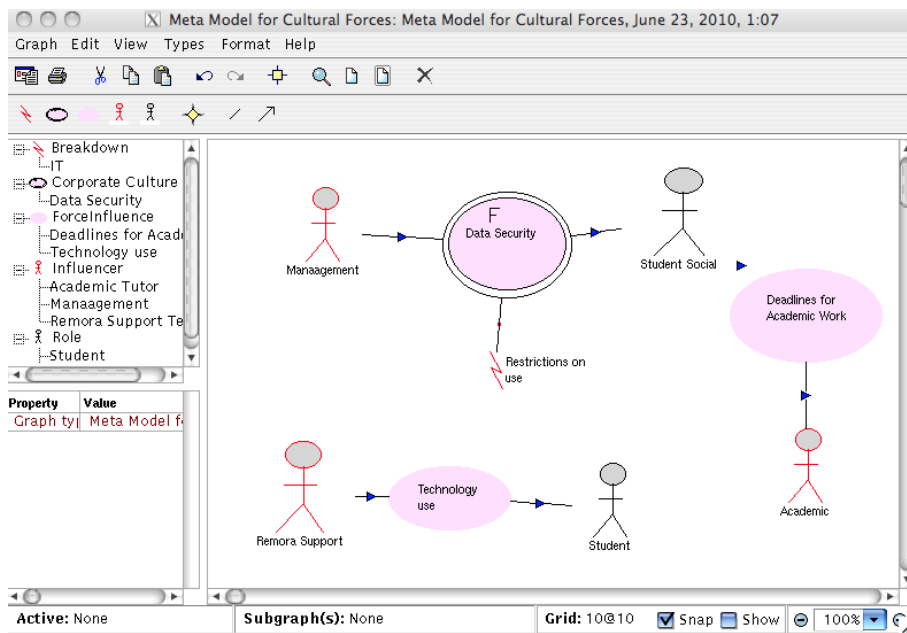 Meta Model for Cultural Forces: Meta Model for Cultural Forces, June 23, 2010, 1:07
Graph Edit View Types Format Help
Breakdown
IT
Corporate Culture
Data Security
ForceInfluence
Deadlines for Acad
Technology use
Influencer
Academic Tutor
Manaagement
Remora Support Te
Role
Student
Property Value
Graph typ Meta Model f
Manaagement
F
Data Security
Student Social
Deadlines for
Academic Work
Restrictions on
use
Remora Support
Technology
use
Student
Academic
Active: None
Subgraph(s): None
Grid: 10@10
Snap
Show
100%